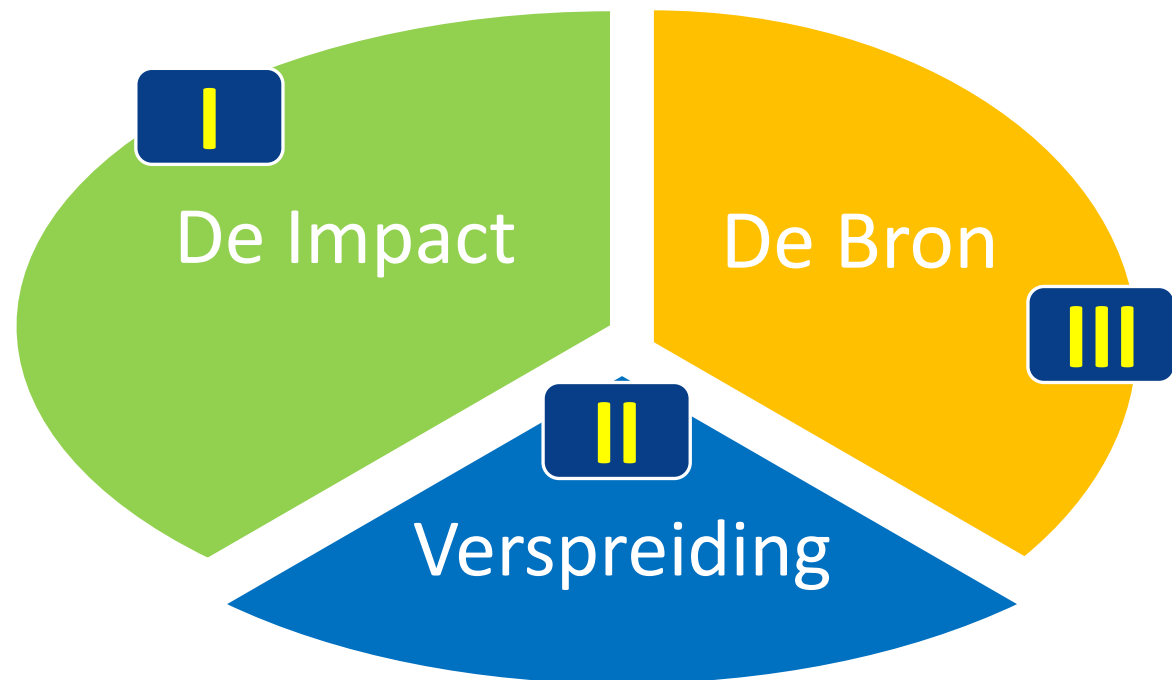 I
De Impact
De Bron
III
II
Verspreiding